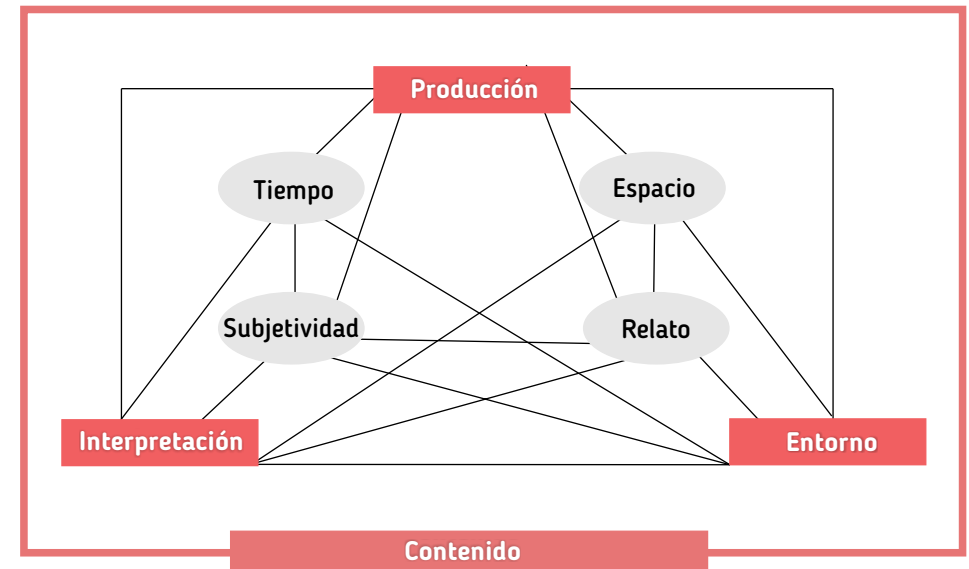 Producción
Tiempo
Espacio
Subjetividad
Relato
Interpretación
Entorno
Contenido